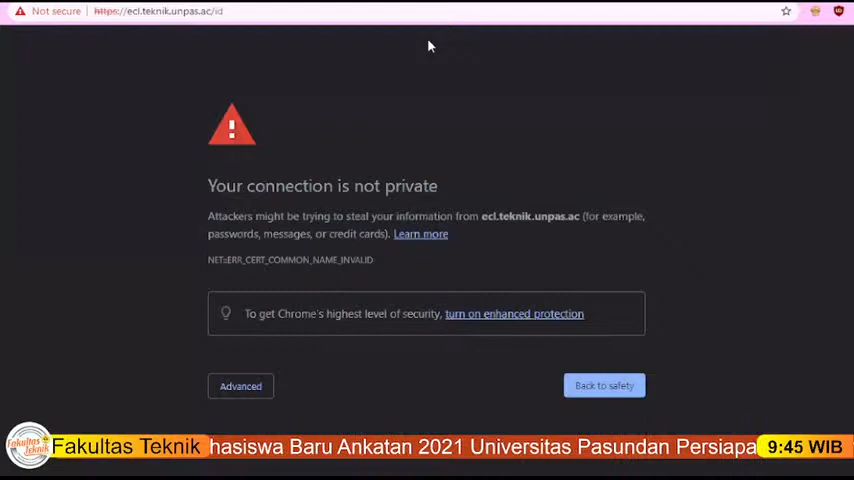 Not secure | https://ecl.teknik.unpas.ac/id
Your connection is not private
Attackers might be trying to steal your information from ecl.teknik.unpas.ac (for example,
passwords, messages, or credit cards). Learn more
NET::ERR_CERT_COMMON_NAME_INVALID
To get Chrome's highest level of security, turn on enhanced protection
Advanced
Back to safety
Fakultas Teknik
Fakultas Teknik hasiswa Baru Ankatan 2021 Universitas Pasundan Persiapa 9:45 WIB